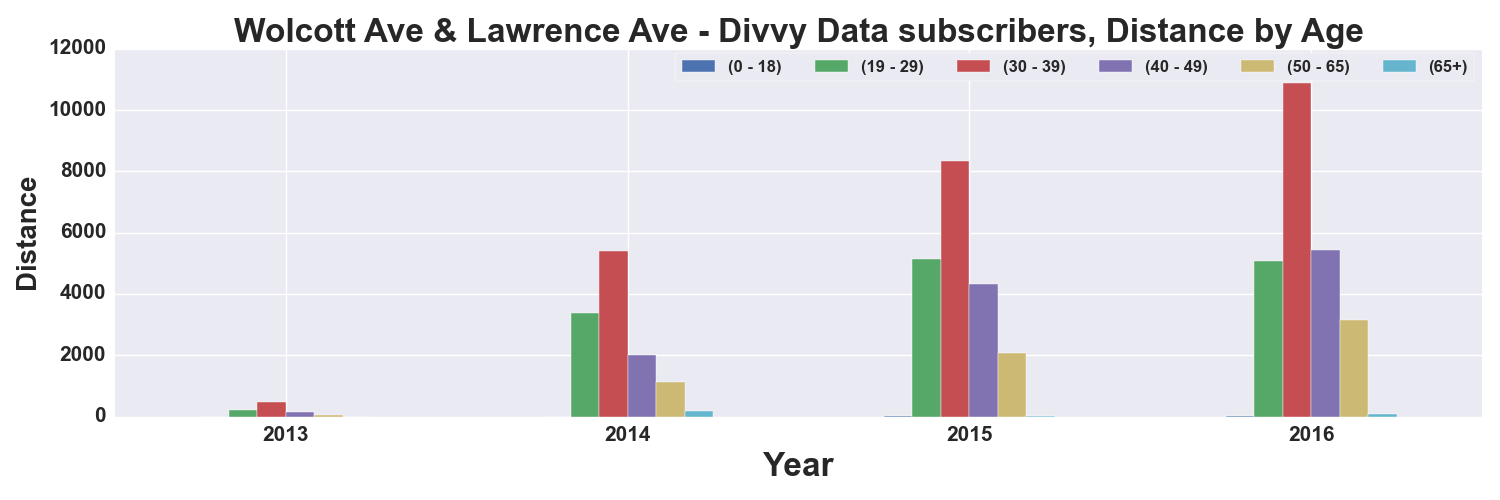 Wolcott Ave & Lawrence Ave - Divvy Data subscribers, Distance by Age
12000
10000
8000
6000
4000
2000
0
Distance
(0 - 18) (19 - 29) (30 - 39) (40 - 49) (50 - 65) (65+)
2013 2014 2015 2016
Year